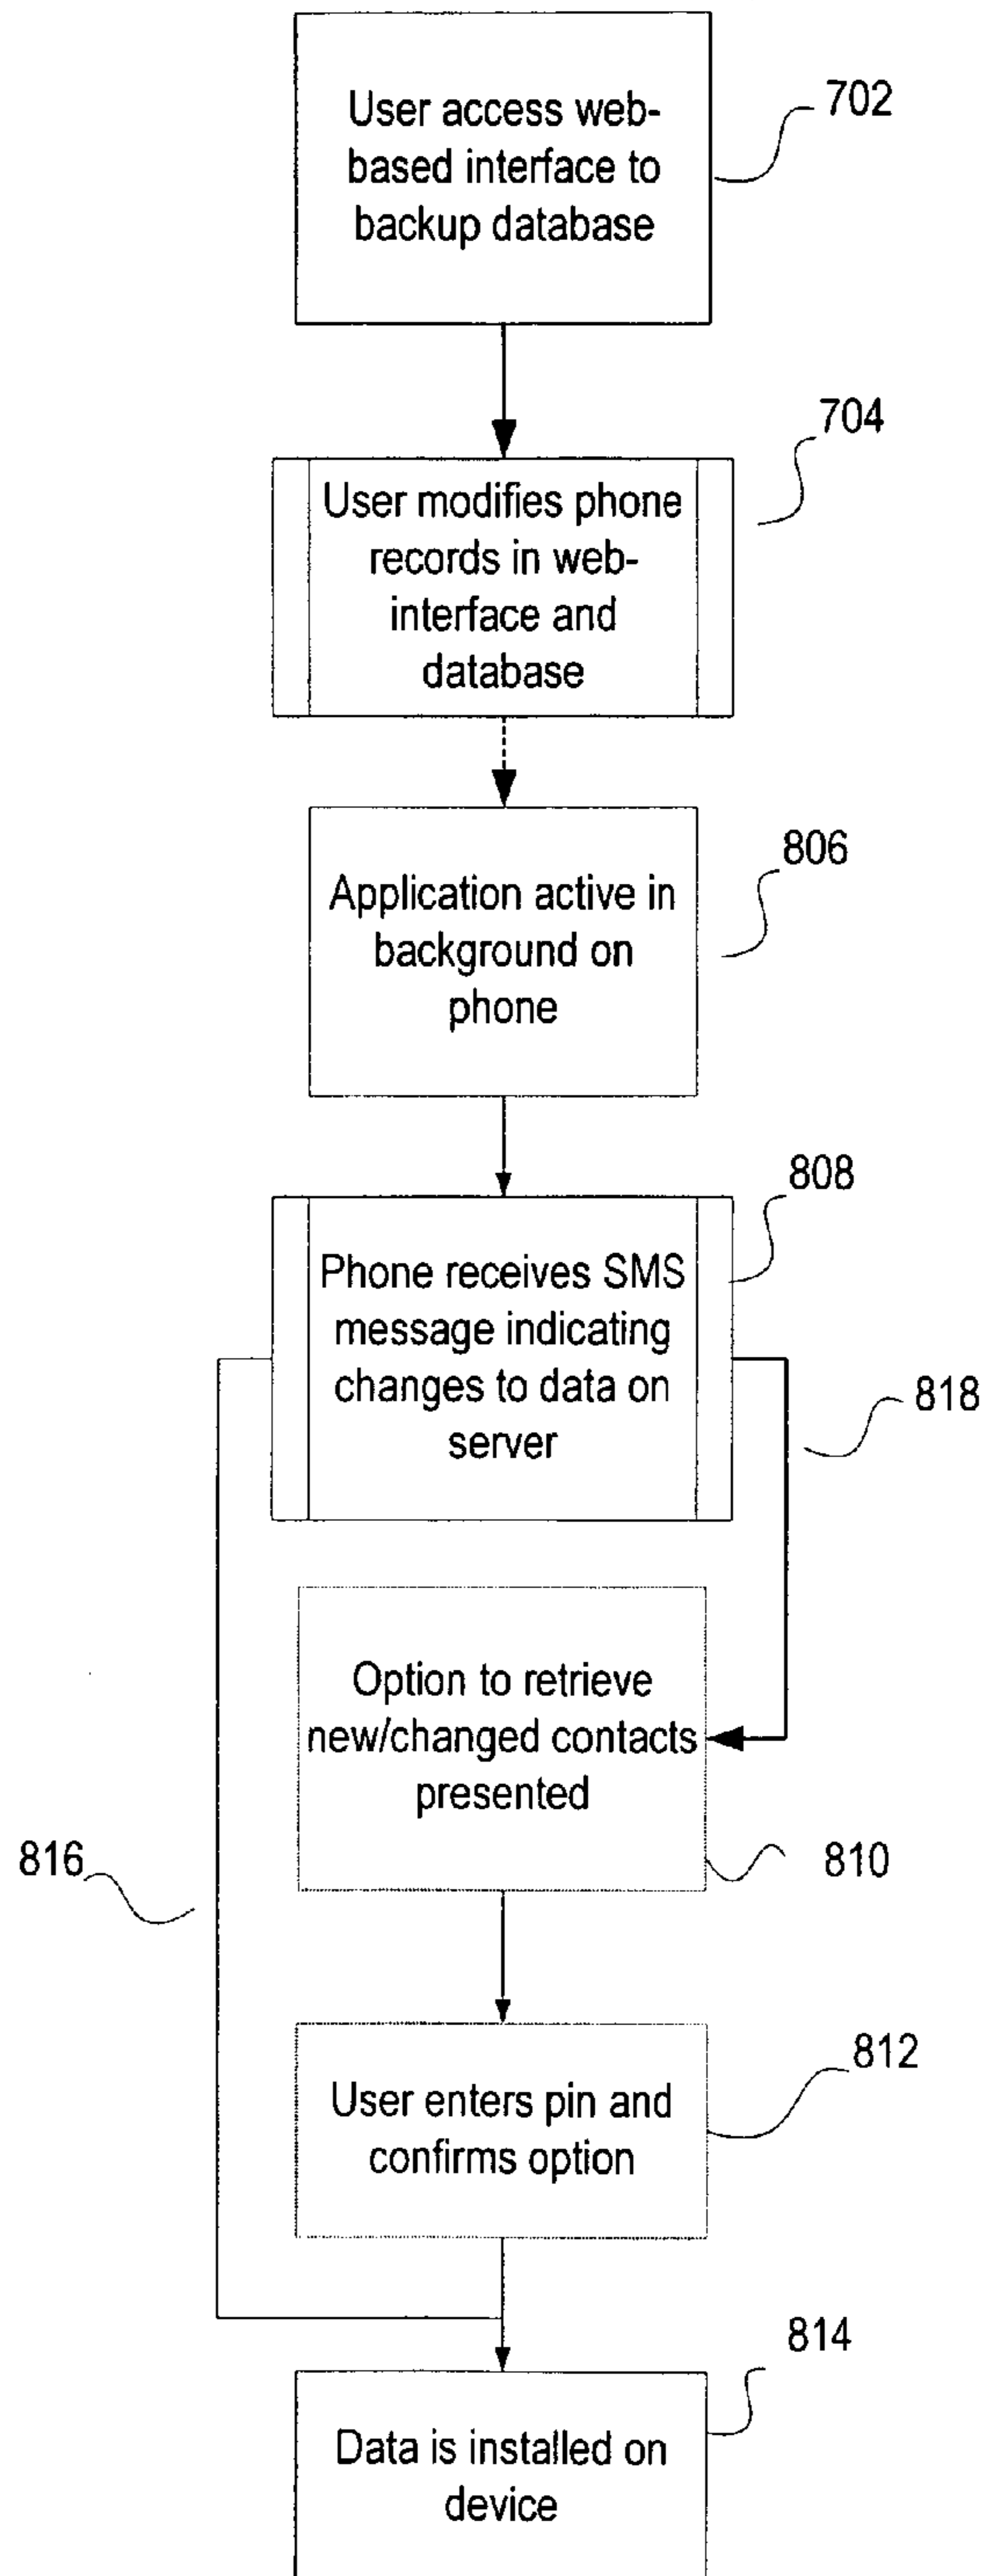 User access web-
based interface to
backup database
702
User modifies phone
records in web-
interface and
database
704
Application active in
background on
phone
806
Phone receives SMS
message indicating
changes to data on
server
808
818
Option to retrieve
new/changed contacts
presented
810
816
User enters pin and
confirms option
812
Data is installed on
device
814